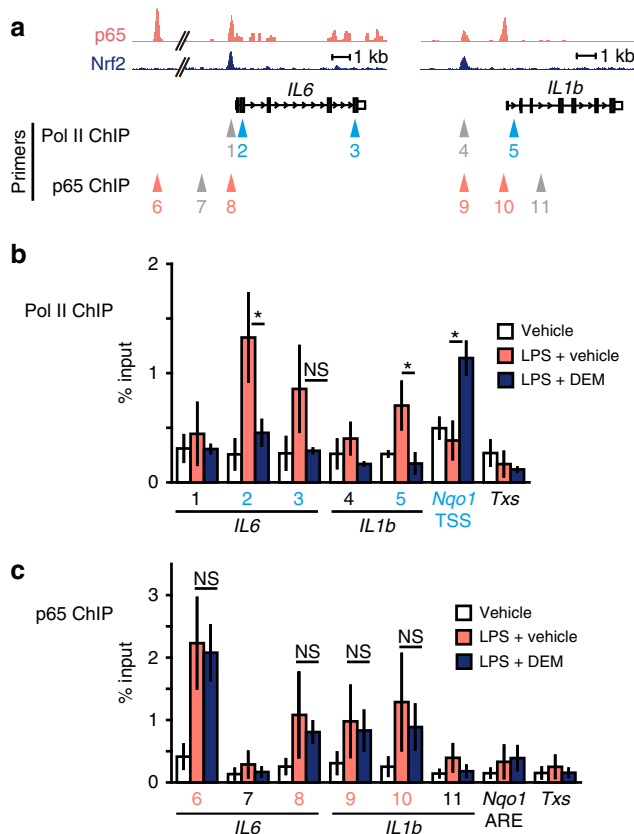 a
p65
Nrf2
1 kb
1 kb
IL6
IL1b
Primers
Pol II ChIP
1 2 3 4 5
p65 ChIP
6 7 8 9 10 11
b
Pol II ChIP
% input
2
1
0
* NS * *
Vehicle
LPS + vehicle
LPS + DEM
1 2 3 4 5 Nqo1 TSS Txs
IL6 IL1b
c
p65 ChIP
% input
3
2
1
0
NS NS NS NS
Vehicle
LPS + vehicle
LPS + DEM
6 7 8 9 10 11 Nqo1 ARE Txs
IL6 IL1b